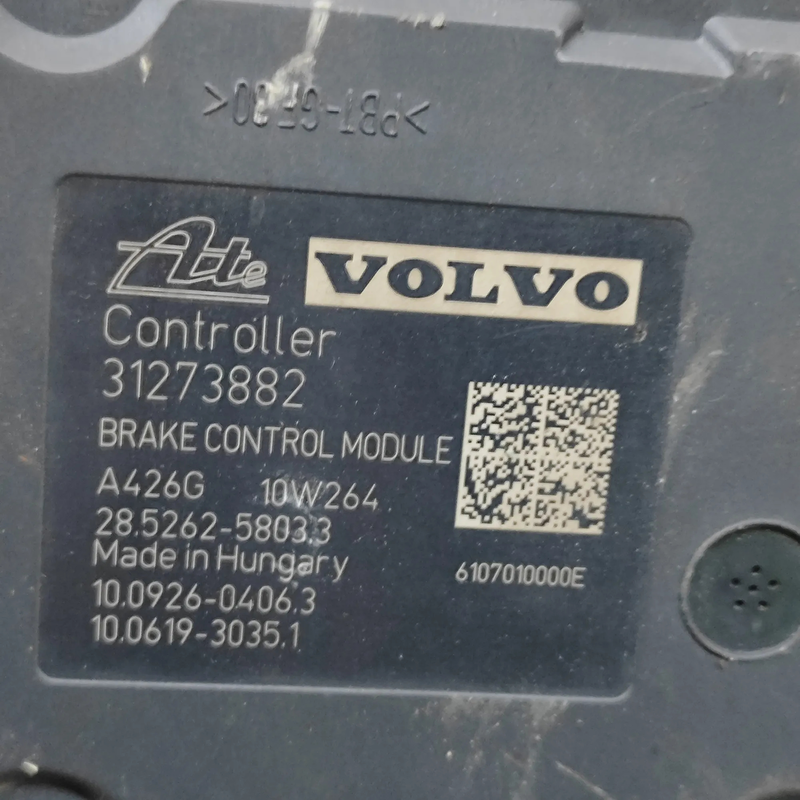 >PBT-GF30<
Ate VOLVO
Controller
31273882
BRAKE CONTROL MODULE
A426G 10W264
28.5262-5803.3
Made in Hungary
6107010000E
10.0926-0406.3
10.0619-3035.1